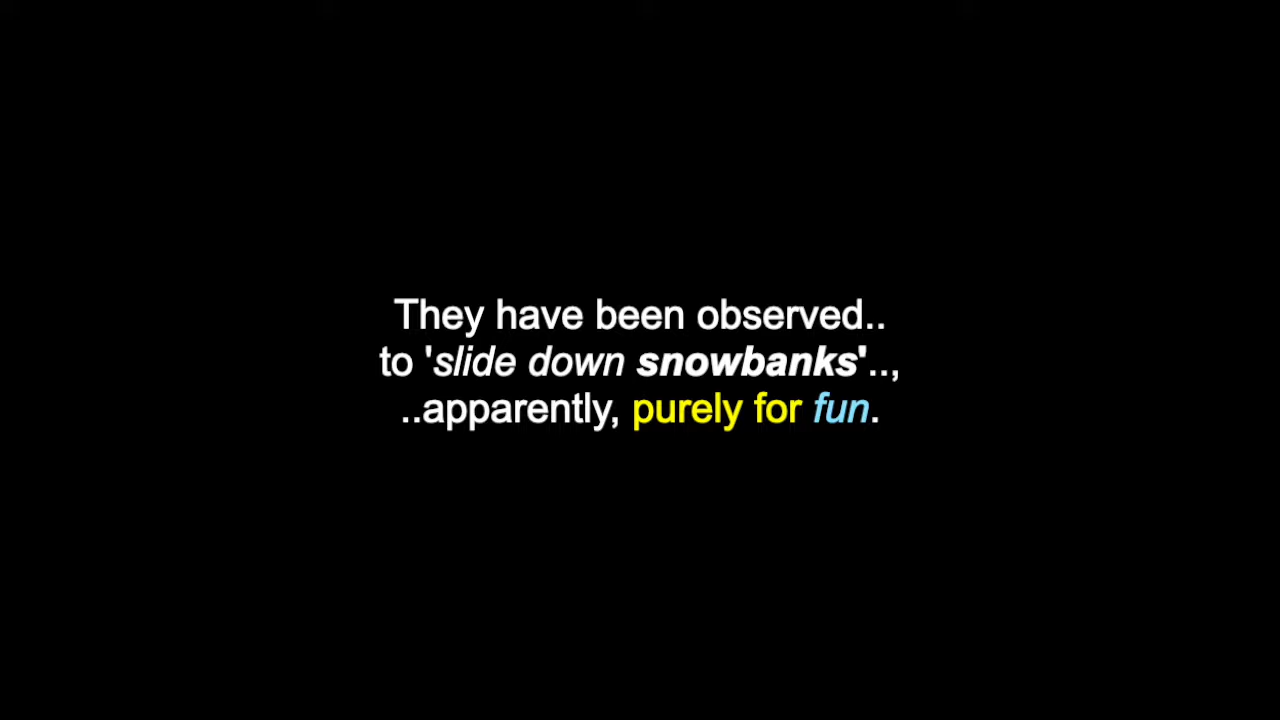 They have been observed..
to 'slide down snowbanks'..,
..apparently, purely for fun.